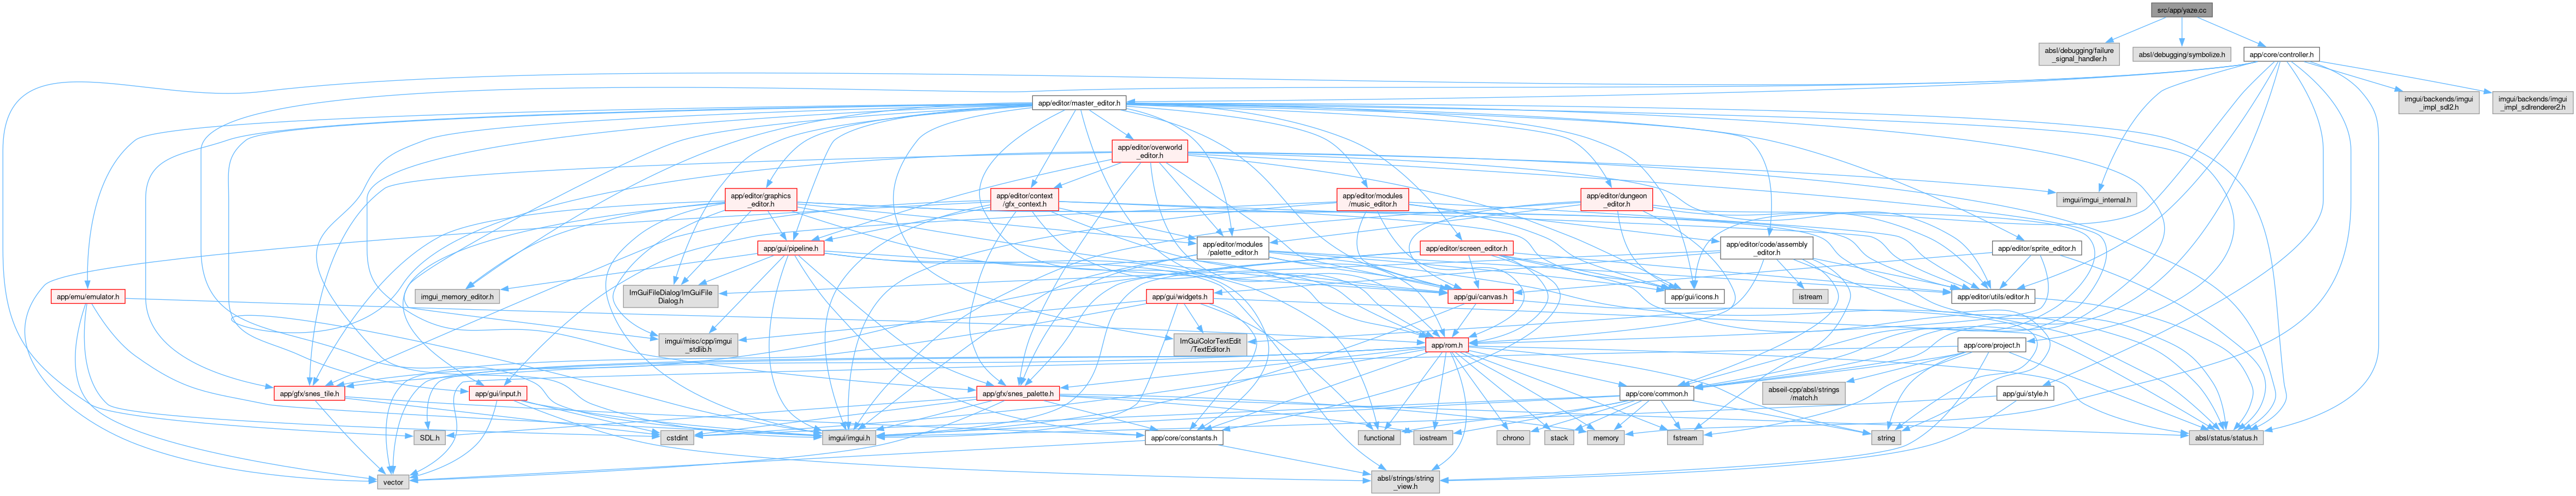 src/app/yaze.cc
absl/debugging/failure
_signal_handler.h
absl/debugging/symbolize.h
app/core/controller.h
app/editor/master_editor.h
imgui/backends/imgui
_impl_sdl2.h
imgui/backends/imgui
_impl_sdlrenderer2.h
app/editor/overworld
_editor.h
app/editor/graphics
_editor.h
app/editor/context
/gfx_context.h
app/editor/modules
/music_editor.h
app/editor/dungeon
_editor.h
imgui/imgui_internal.h
app/gui/pipeline.h
app/editor/modules
/palette_editor.h
app/editor/screen_editor.h
app/editor/code/assembly
_editor.h
app/editor/sprite_editor.h
app/emu/emulator.h
imgui_memory_editor.h
ImGuiFileDialog/ImGuiFile
Dialog.h
app/gui/widgets.h
app/gui/canvas.h
app/gui/icons.h
istream
app/editor/utils/editor.h
imgui/misc/cpp/imgui
_stdlib.h
ImGuiColorTextEdit
/TextEditor.h
app/rom.h
app/core/project.h
app/gfx/snes_tile.h
app/gui/input.h
app/gfx/snes_palette.h
app/core/common.h
abseil-cpp/absl/strings
/match.h
app/gui/style.h
SDL.h
cstdint
imgui/imgui.h
app/core/constants.h
functional
iostream
chrono
stack
memory
fstream
string
absl/status/status.h
vector
absl/strings/string
_view.h